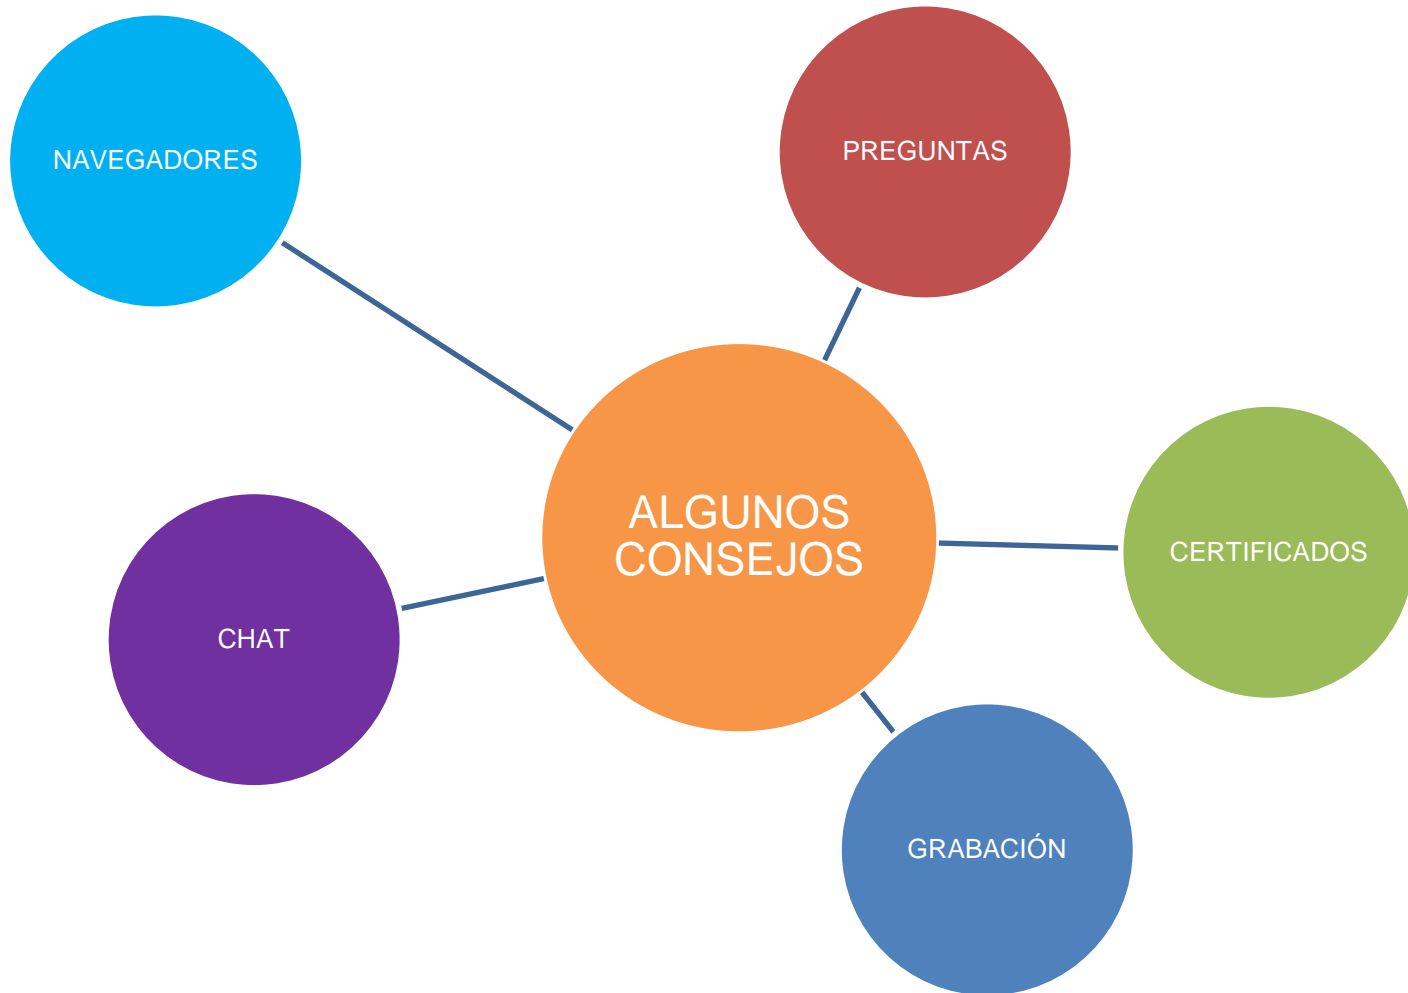 NAVEGADORES
PREGUNTAS
ALGUNOS
CONSEJOS
CERTIFICADOS
CHAT
GRABACIÓN